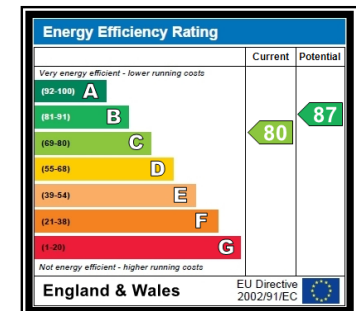 Energy Efficiency Rating
Current Potential
Very energy efficient - lower running costs
(92-100) A
(81-91) B
(69-80) C
(55-68) D
(39-54) E
(21-38) F
(1-20) G
80
87
Not energy efficient - higher running costs
England & Wales
EU Directive
2002/91/EC